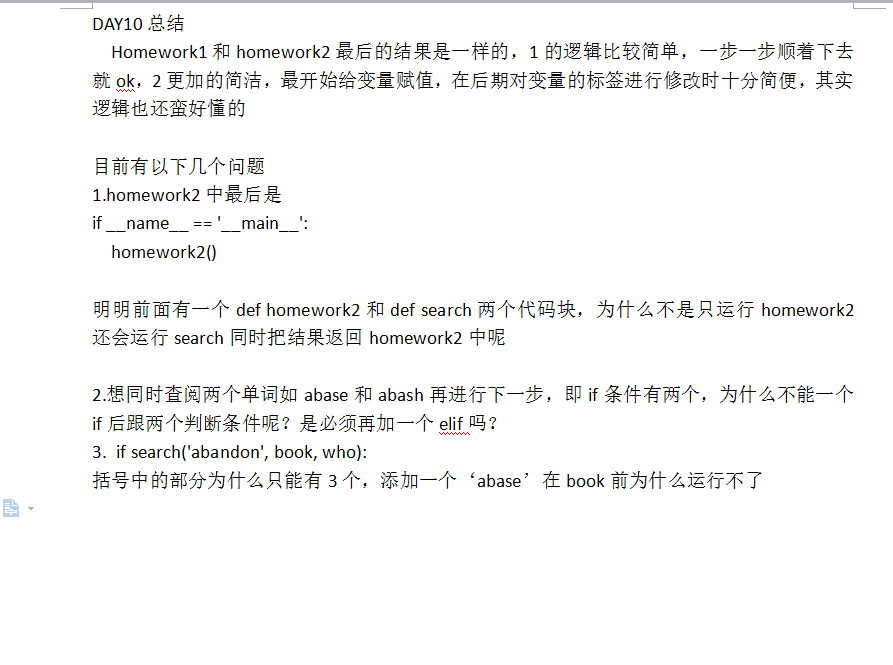 DAY10 总结
Homework1 和 homework2 最后的结果是一样的，1 的逻辑比较简单，一步一步顺着下去
就 ok，2 更加的简洁，最开始给变量赋值，在后期对变量的标签进行修改时十分简便，其实
逻辑也还蛮好懂的
目前有以下几个问题
1.homework2 中最后是
if __name__ == '__main__':
homework2()
明明前面有一个 def homework2 和 def search 两个代码块，为什么不是只运行 homework2
还会运行 search 同时把结果返回 homework2 中呢
2.想同时查阅两个单词如 abase 和 abash 再进行下一步，即 if 条件有两个，为什么不能一个
if 后跟两个判断条件呢？是必须再加一个 elif 吗？
3. if search('abandon', book, who):
括号中的部分为什么只能有 3 个，添加一个‘abase’在 book 前为什么运行不了